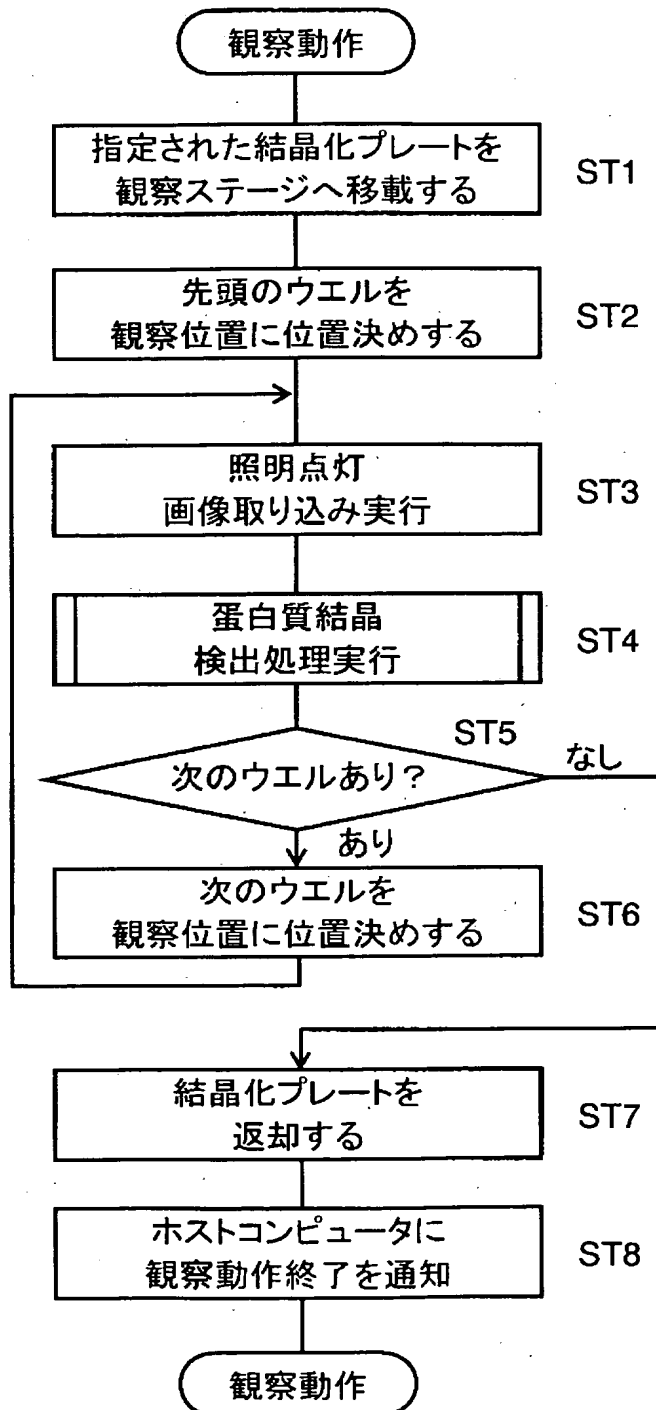 観察動作
指定された結晶化プレートを
観察ステージへ移載する
ST1
先頭のウエルを
観察位置に位置決めする
ST2
照明点灯
画像取り込み実行
ST3
蛋白質結晶
検出処理実行
ST4
ST5
次のウエルあり？
なし
あり
次のウエルを
観察位置に位置決めする
ST6
結晶化プレートを
返却する
ST7
ホストコンピュータに
観察動作終了を通知
ST8
観察動作